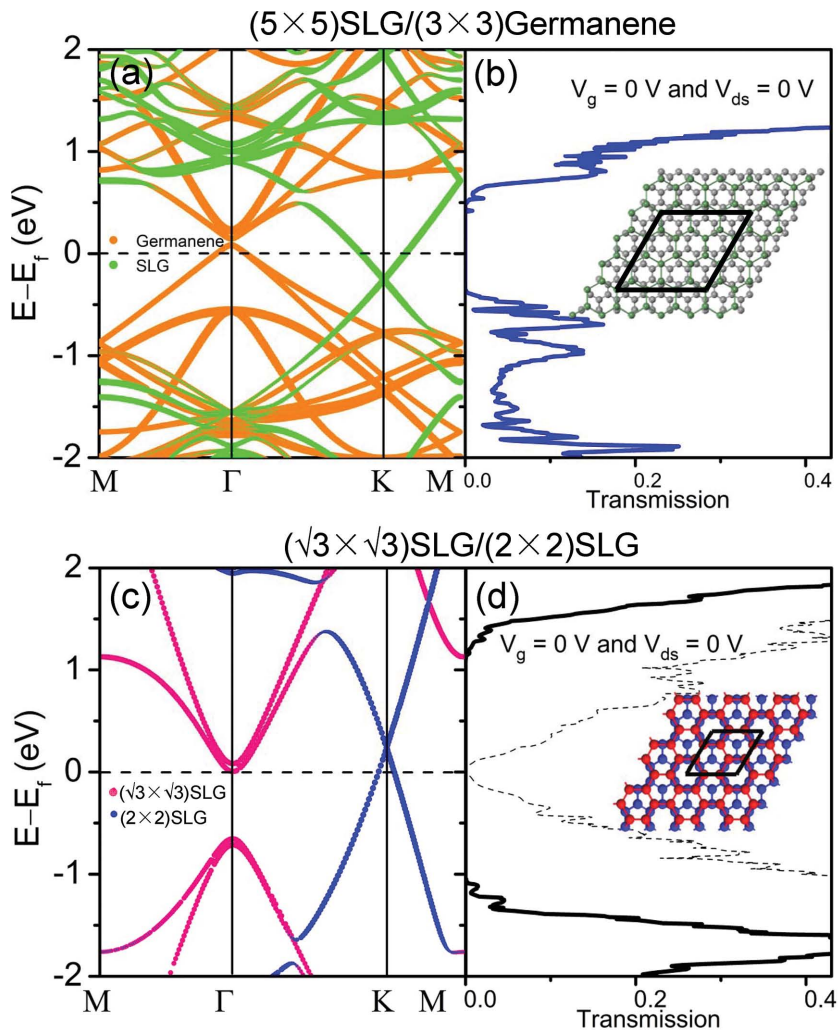 (5×5)SLG/(3×3)Germanene
(a)
(b)
V_g = 0 V and V_ds = 0 V
2
1
0
-1
-2
E−E_f (eV)
Germanene
SLG
M Γ K M
0.0 0.2 0.4
Transmission
(√3×√3)SLG/(2×2)SLG
(c)
(d)
V_g = 0 V and V_ds = 0 V
2
1
0
-1
-2
E−E_f (eV)
(√3×√3)SLG
(2×2)SLG
M Γ K M
0.0 0.2 0.4
Transmission